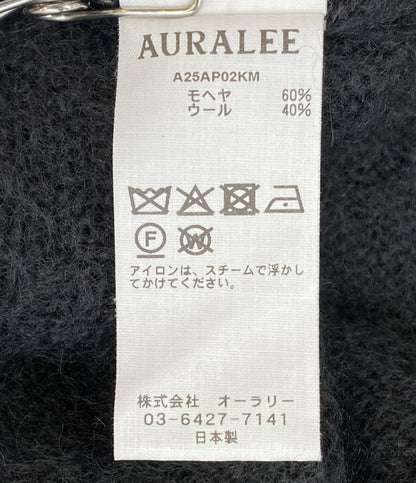 AURALEE
A25AP02KM
モヘヤ 60%
ウール 40%
F W
アイロンは、スチームで浮かし
てかけてください。
株式会社 オーラリー
03-6427-7141
日本製